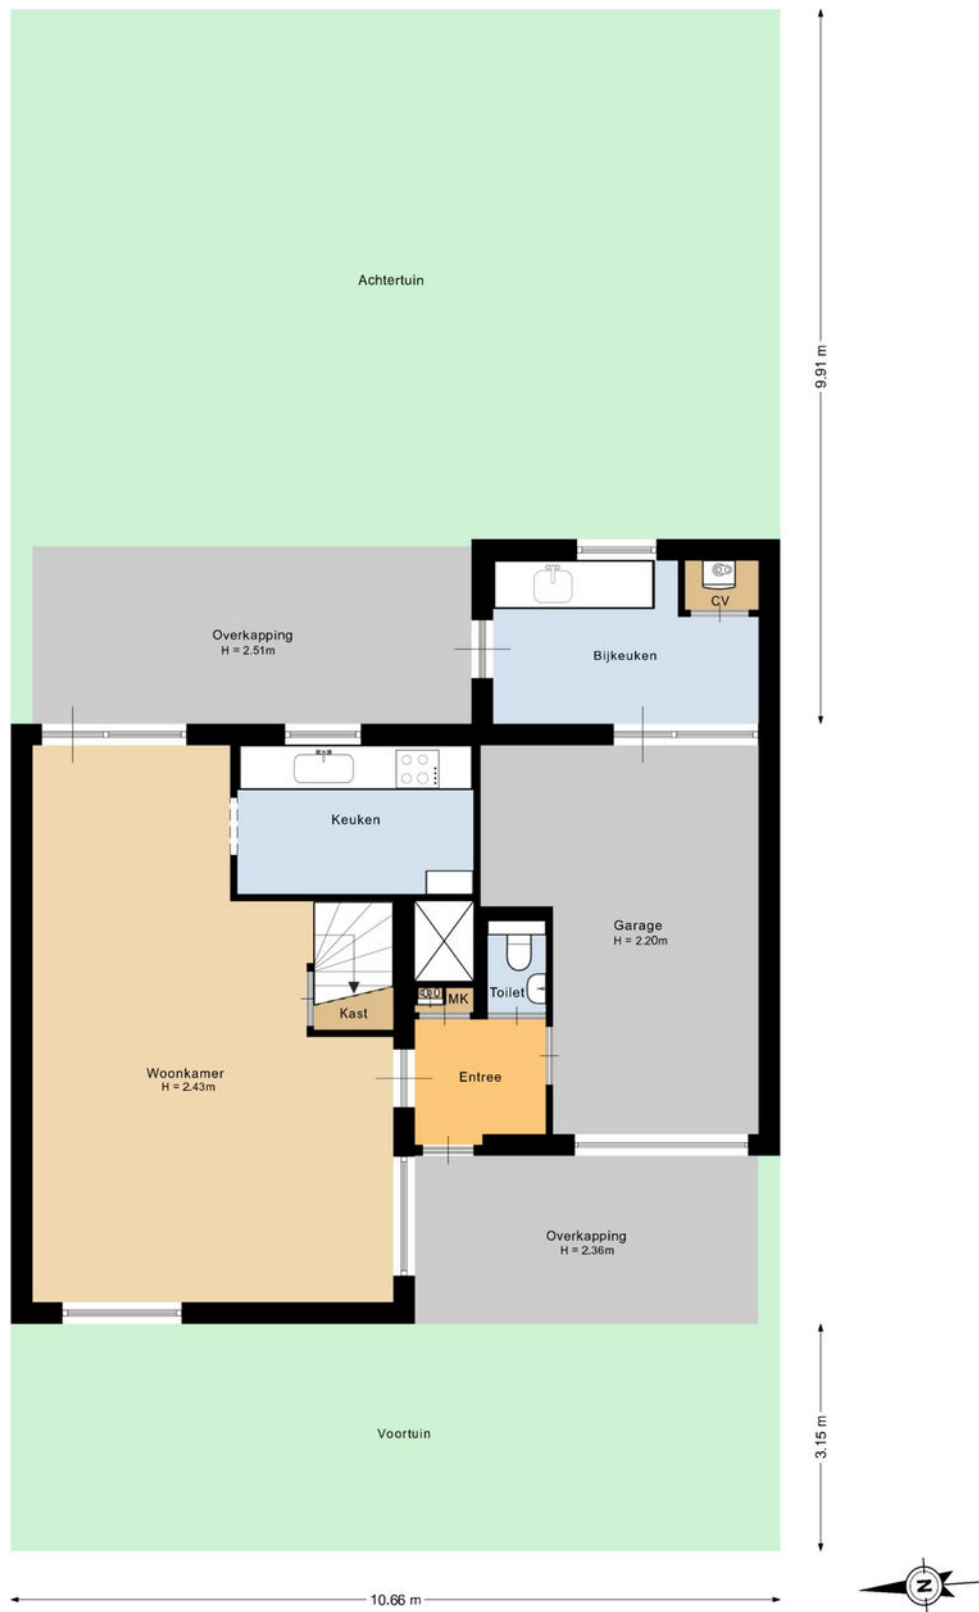 Achtertuin
9.91 m
Overkapping
H = 2.51m
CV
Bijkeuken
Keuken
Garage
H = 2.20m
Toilet
MK
Kast
Woonkamer
H = 2.43m
Entree
Overkapping
H = 2.36m
Voortuin
3.15 m
10.66 m
N